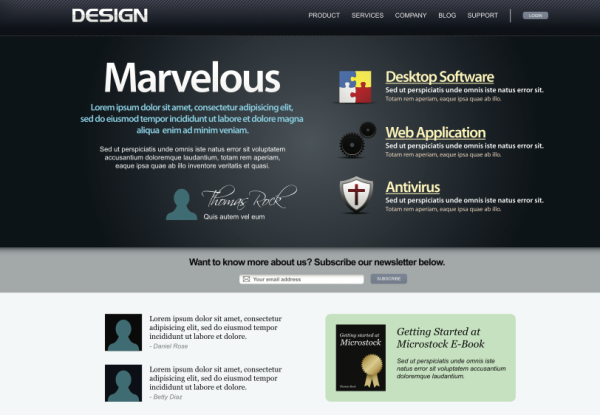 DESIGN
PRODUCT SERVICES COMPANY BLOG SUPPORT LOGIN
Marvelous
Lorem ipsum dolor sit amet, consectetur adipisicing elit,
sed do eiusmod tempor incididunt ut labore et dolore magna
aliqua enim ad minim veniam.
Sed ut perspiciatis unde omnis iste natus error sit voluptatem
accusantium doloremque laudantium, totam rem aperiam,
eaque ipsa quae ab illo inventore veritatis et quasi.
Thomas Rock
Quis autem vel eum
Desktop Software
Sed ut perspiciatis unde omnis iste natus error sit.
Totam rem aperiam, eaque ipsa quae ab illo.
Web Application
Sed ut perspiciatis unde omnis iste natus error sit.
Totam rem aperiam, eaque ipsa quae ab illo.
Antivirus
Sed ut perspiciatis unde omnis iste natus error sit.
Totam rem aperiam, eaque ipsa quae ab illo.
Want to know more about us? Subscribe our newsletter below.
Your email address SUBSCRIBE
Lorem ipsum dolor sit amet, consectetur
adipisicing elit, sed do eiusmod tempor
incididunt ut labore et dolore.
- Daniel Rose
Lorem ipsum dolor sit amet, consectetur
adipisicing elit, sed do eiusmod tempor
incididunt ut labore et dolore.
- Betty Diaz
Getting started at
Microstock
Thomas Rock
Getting Started at
Microstock E-Book
Sed ut perspiciatis unde omnis iste
natus error sit voluptatem accusantium
doloremque laudantium.